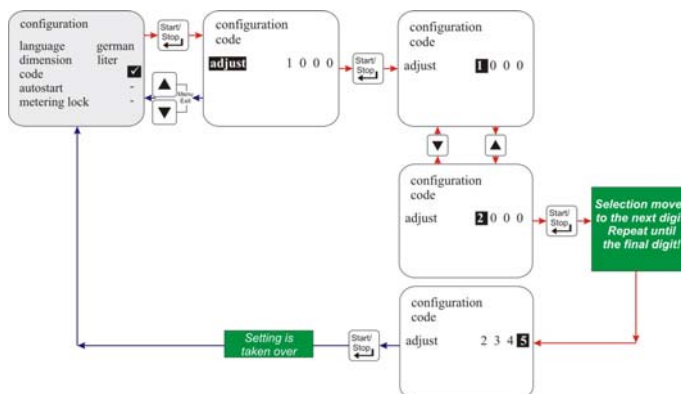 configuration
language german
dimension liter
code
autostart -
metering lock -
Start/
Stop
Menu
Exit
configuration
code
adjust 1 0 0 0
Start/
Stop
configuration
code
adjust 1 0 0 0
configuration
code
adjust 2 0 0 0
Start/
Stop
Selection moves
to the next digit
Repeat until
the final digit!
configuration
code
adjust 2 3 4 5
Start/
Stop
Setting is
taken over